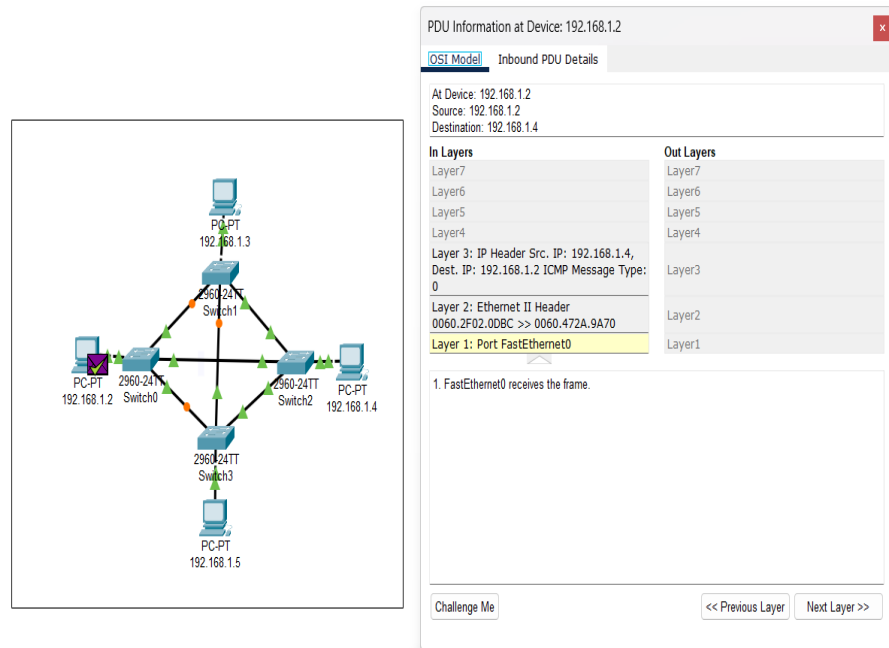 PC-PT
192.168.1.3
2960-24TT
Switch1
PC-PT
192.168.1.2
2960-24TT
Switch0
2960-24TT
Switch2
PC-PT
192.168.1.4
2960-24TT
Switch3
PC-PT
192.168.1.5
PDU Information at Device: 192.168.1.2
x
OSI Model Inbound PDU Details
At Device: 192.168.1.2
Source: 192.168.1.2
Destination: 192.168.1.4
In Layers
Layer7
Layer6
Layer5
Layer4
Layer 3: IP Header Src. IP: 192.168.1.4,
Dest. IP: 192.168.1.2 ICMP Message Type:
0
Layer 2: Ethernet II Header
0060.2F02.0DBC >> 0060.472A.9A70
Layer 1: Port FastEthernet0
Out Layers
Layer7
Layer6
Layer5
Layer4
Layer3
Layer2
Layer1
1. FastEthernet0 receives the frame.
Challenge Me
<< Previous Layer
Next Layer >>